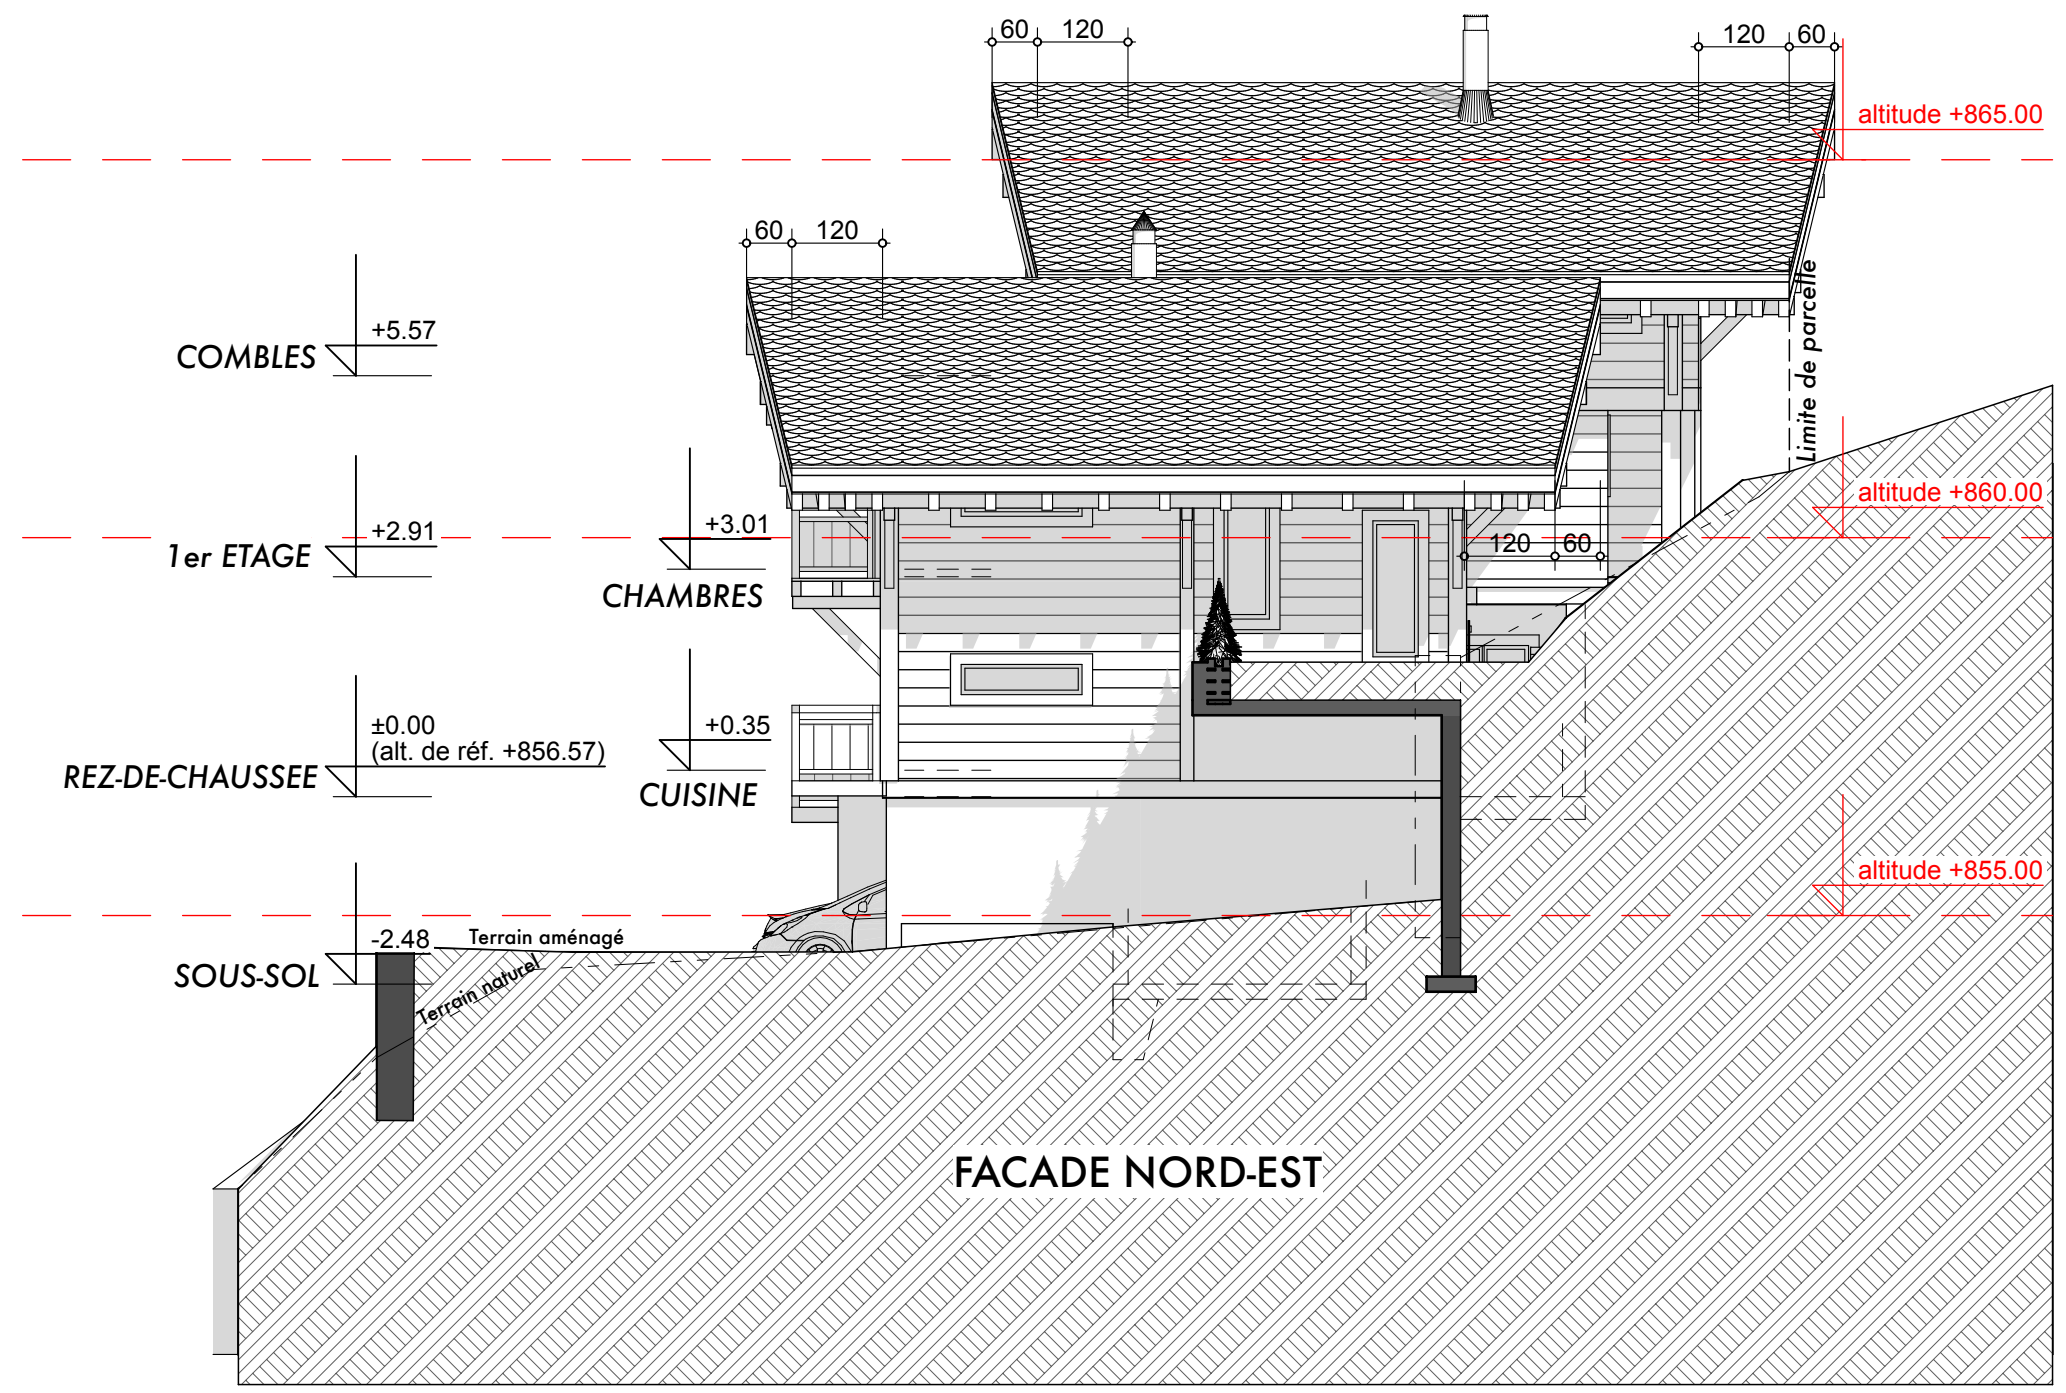 60 120
120 60
altitude +865.00
60 120
Limite de parcelle
+5.57
COMBLES
altitude +860.00
+2.91
1er ETAGE
+3.01
CHAMBRES
120 60
±0.00
(alt. de réf. +856.57)
REZ-DE-CHAUSSEE
+0.35
CUISINE
altitude +855.00
-2.48
Terrain aménagé
SOUS-SOL
Terrain naturel
FACADE NORD-EST